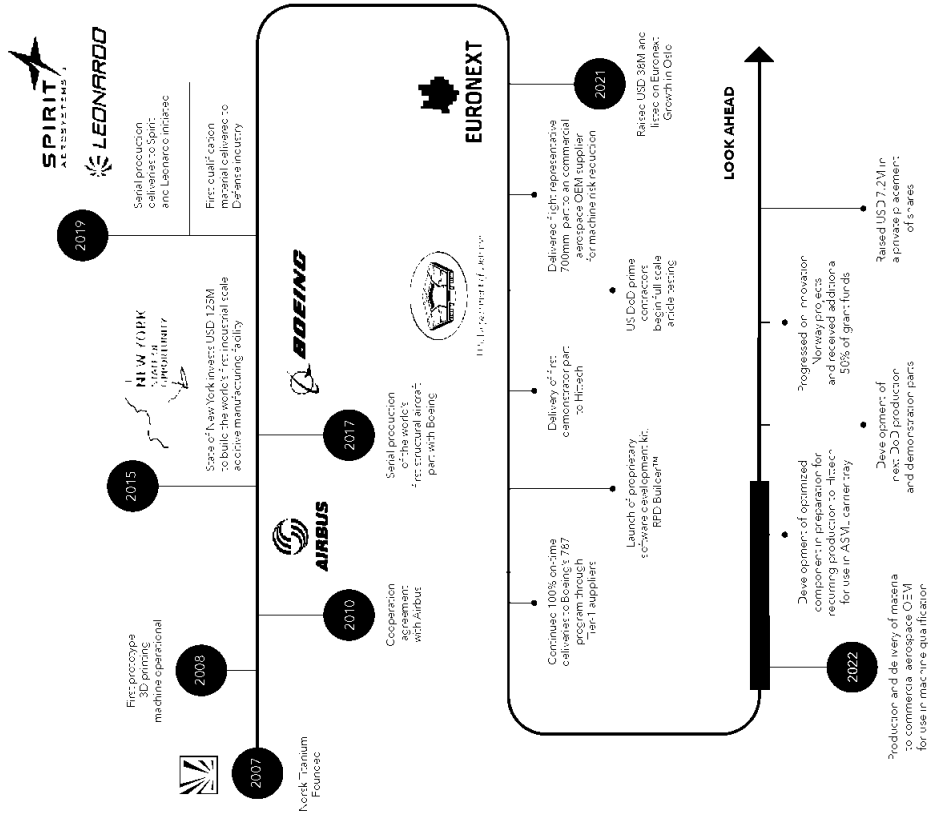 2007
Norsk Titanium
Founded
First prototype
3D printing
machine operational
2008
2010
Cooperation
agreement
with Airbus
AIRBUS
2015
NEW YORK
STATE OF
OPPORTUNITY
State of New York invests USD 125M
to build the world's first industrial scale
additive manufacturing facility
2017
Serial production
of the world's
first structural aircraft
part with Boeing
BOEING
2019
SPIRIT
AEROSYSTEMS
LEONARDO
Serial production
deliveries to Spirit
and Leonardo initiated
First qualification
material delivered to
Defense industry
EURONEXT
2021
Raised USD 38M and
listed on Euronext
Growth in Oslo
Delivered flight representative
700mm part to an commercial
aerospace OEM supplier
for machine risk reduction
U.S. Department of Defense
US DoD prime
contractors
begin full scale
article testing
Delivery of first
demonstrator part
to Hittech
Launch of proprietary
software development kit,
RPD Builder™
Continued 100% on-time
deliveries to Boeing's 787
program through
Tier-1 auppliers
2022
Production and delivery of material
to commercial aerospace OEM
for use in machine qualification
Development of optimized
component in preparation for
recurring production to Hittech
for use in ASML carrier tray
Development of
next DoD production
and demonstration parts
Progressed on Innovation
Norway projects
and received additional
50% of grant funds
Raised USD 7.2M in
a private placement
of shares
LOOK AHEAD